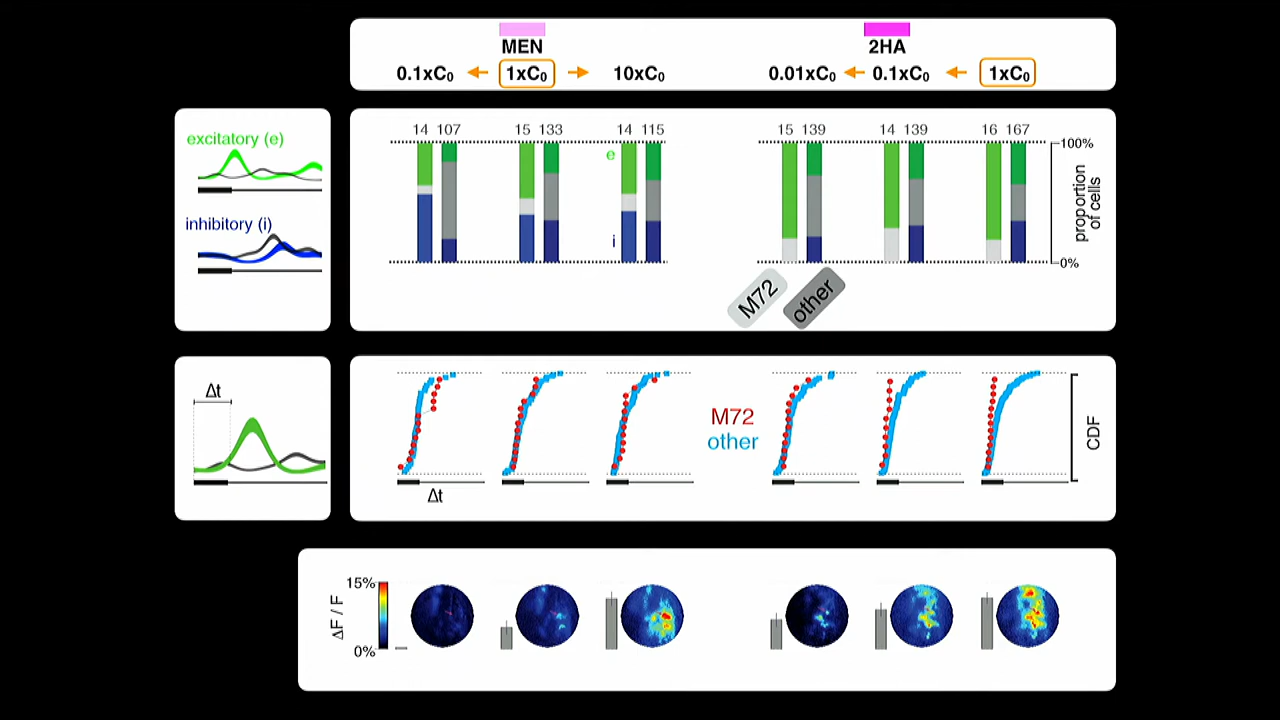 MEN
2HA
0.1xC₀
1xC₀
10xC₀
0.01xC₀
0.1xC₀
1xC₀
excitatory (e)
inhibitory (i)
14 107
15 133
14 115
15 139
14 139
16 167
e
i
100%
0%
proportion
of cells
M72
other
Δt
M72
other
Δt
CDF
15%
0%
ΔF / F